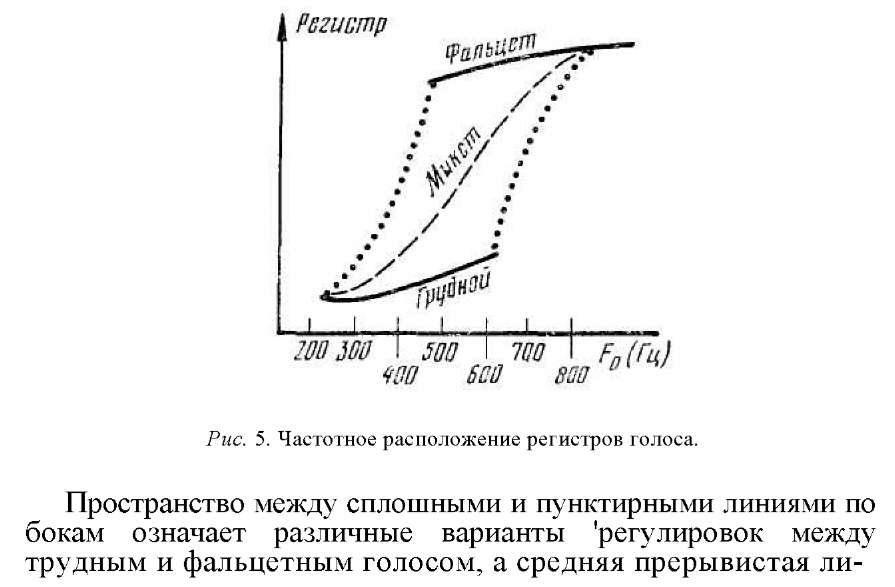 Регистр
Фальцет
Микст
Грудной
200 300 400 500 600 700 800 F₀ (Гц)
Рис. 5. Частотное расположение регистров голоса.
Пространство между сплошными и пунктирными линиями по
бокам означает различные варианты 'регулировок между
трудным и фальцетным голосом, а средняя прерывистая ли-